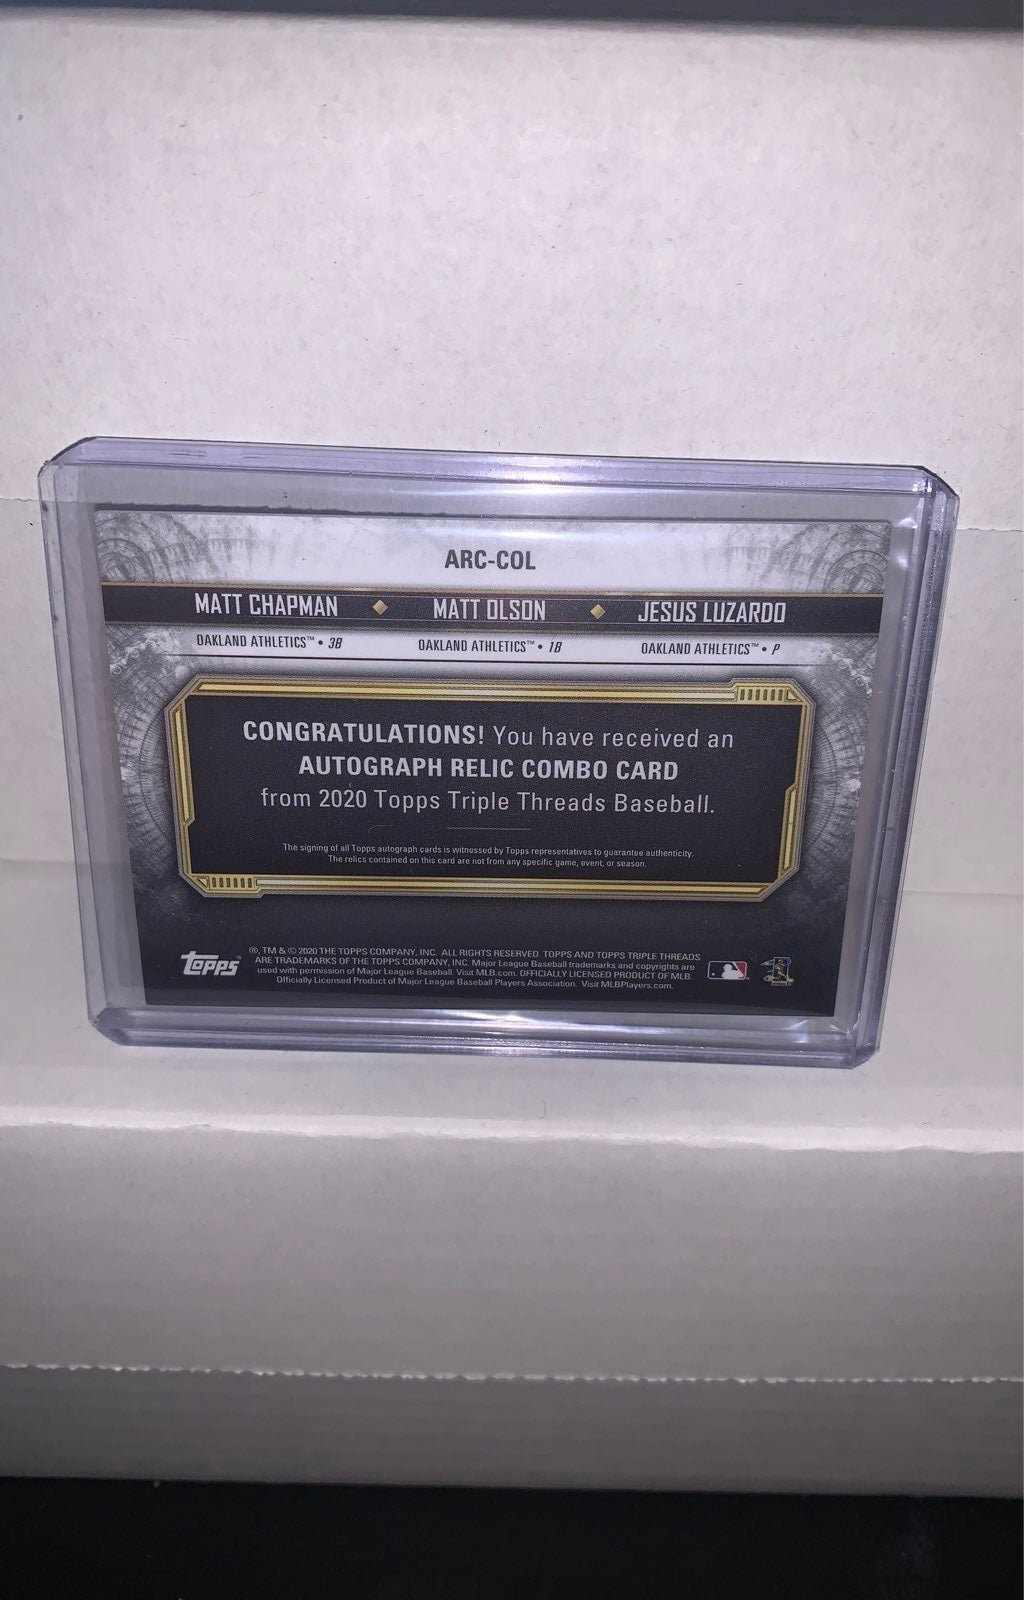 ARC-COL
MATT CHAPMAN MATT OLSON JESUS LUZARDO
OAKLAND ATHLETICS™ • 3B OAKLAND ATHLETICS™ • 1B OAKLAND ATHLETICS™ • P
CONGRATULATIONS! You have received an
AUTOGRAPH RELIC COMBO CARD
from 2020 Topps Triple Threads Baseball.
The signing of all Topps autograph cards is witnessed by Topps representatives to guarantee authenticity.
The relics contained on this card are not from any specific game, event, or season.
topps
®, TM & © 2020 THE TOPPS COMPANY, INC. ALL RIGHTS RESERVED. TOPPS AND TOPPS TRIPLE THREADS
ARE TRADEMARKS OF THE TOPPS COMPANY, INC. Major League Baseball trademarks and copyrights are
used with permission of Major League Baseball. Visit MLB.com. OFFICIALLY LICENSED PRODUCT OF MLB.
Officially Licensed Product of Major League Baseball Players Association. Visit MLBPlayers.com.